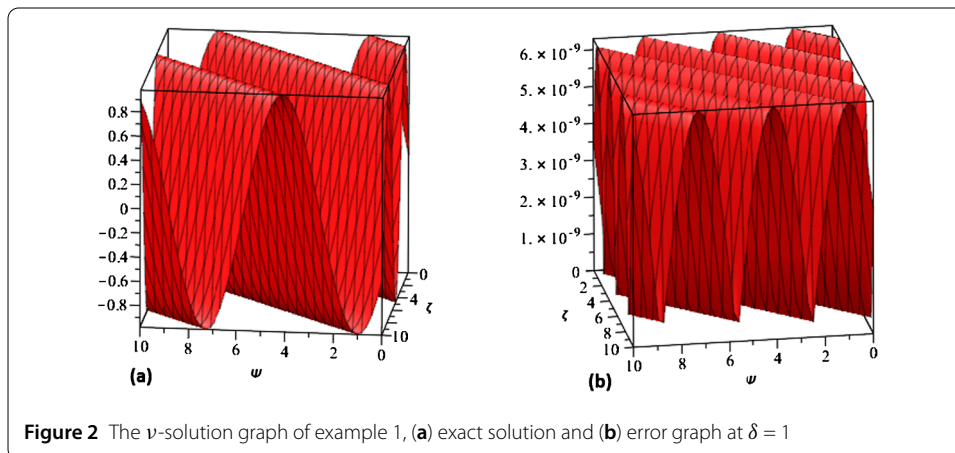 0.8
0.6
0.4
0.2
0
−0.2
−0.4
−0.6
−0.8
10 8 6 4 2 0
ψ
0
4
ζ
10
(a)
6. × 10⁻⁹
5. × 10⁻⁹
4. × 10⁻⁹
3. × 10⁻⁹
2. × 10⁻⁹
1. × 10⁻⁹
0
2
4
6
8
10
ζ
10 8 6 4 2 0
ψ
(b)
Figure 2 The ν-solution graph of example 1, (a) exact solution and (b) error graph at δ = 1